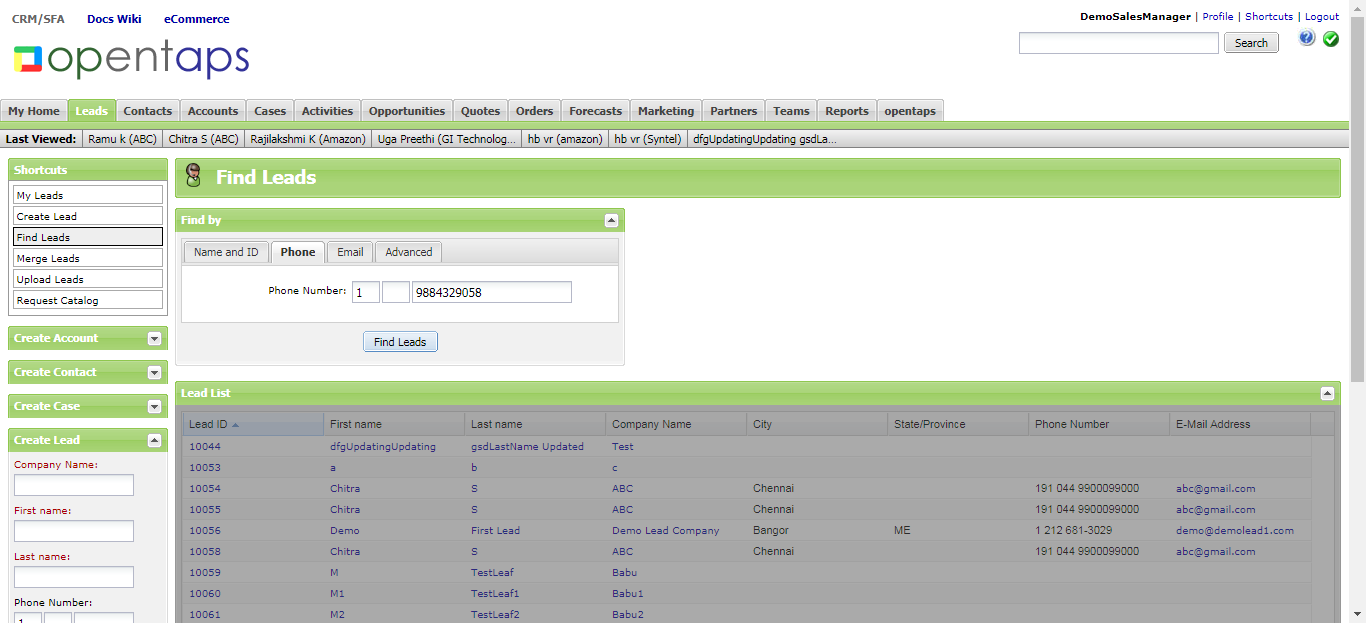 CRM/SFA Docs Wiki eCommerce
DemoSalesManager | Profile | Shortcuts | Logout
opentaps
Search
My Home Leads Contacts Accounts Cases Activities Opportunities Quotes Orders Forecasts Marketing Partners Teams Reports opentaps
Last Viewed: Ramu k (ABC) Chitra S (ABC) Rajilakshmi K (Amazon) Uga Preethi (GI Technolog... hb vr (amazon) hb vr (Syntel) dfgUpdatingUpdating gsdLa...
Shortcuts
My Leads
Create Lead
Find Leads
Merge Leads
Upload Leads
Request Catalog
Create Account
Create Contact
Create Case
Create Lead
Company Name:
First name:
Last name:
Phone Number:
1
Find Leads
Find by
Name and ID Phone Email Advanced
Phone Number: 1 9884329058
Find Leads
Lead List
Lead ID First name Last name Company Name City State/Province Phone Number E-Mail Address
10044 dfgUpdatingUpdating gsdLastName Updated Test
10053 a b c
10054 Chitra S ABC Chennai 191 044 9900099000 abc@gmail.com
10055 Chitra S ABC Chennai 191 044 9900099000 abc@gmail.com
10056 Demo First Lead Demo Lead Company Bangor ME 1 212 681-3029 demo@demolead1.com
10058 Chitra S ABC Chennai 191 044 9900099000 abc@gmail.com
10059 M TestLeaf Babu
10060 M1 TestLeaf1 Babu1
10061 M2 TestLeaf2 Babu2